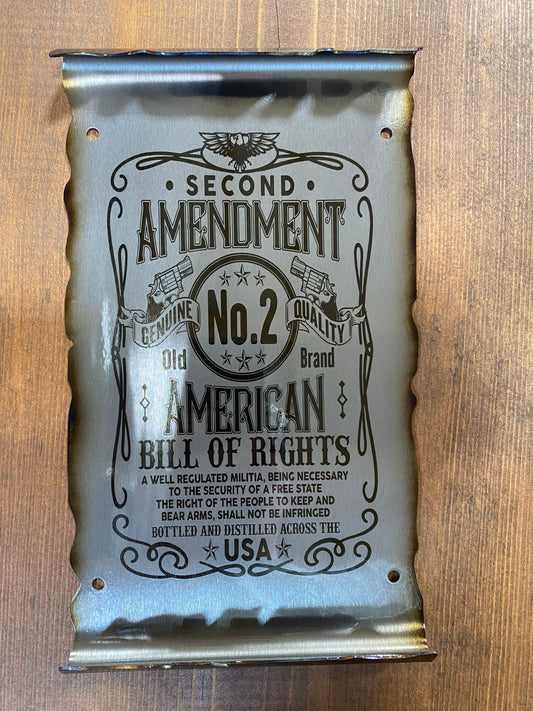 • SECOND •
AMENDMENT
GENUINE No.2 QUALITY
Old Brand
AMERICAN
BILL OF RIGHTS
A WELL REGULATED MILITIA, BEING NECESSARY
TO THE SECURITY OF A FREE STATE
THE RIGHT OF THE PEOPLE TO KEEP AND
BEAR ARMS, SHALL NOT BE INFRINGED
BOTTLED AND DISTILLED ACROSS THE
USA